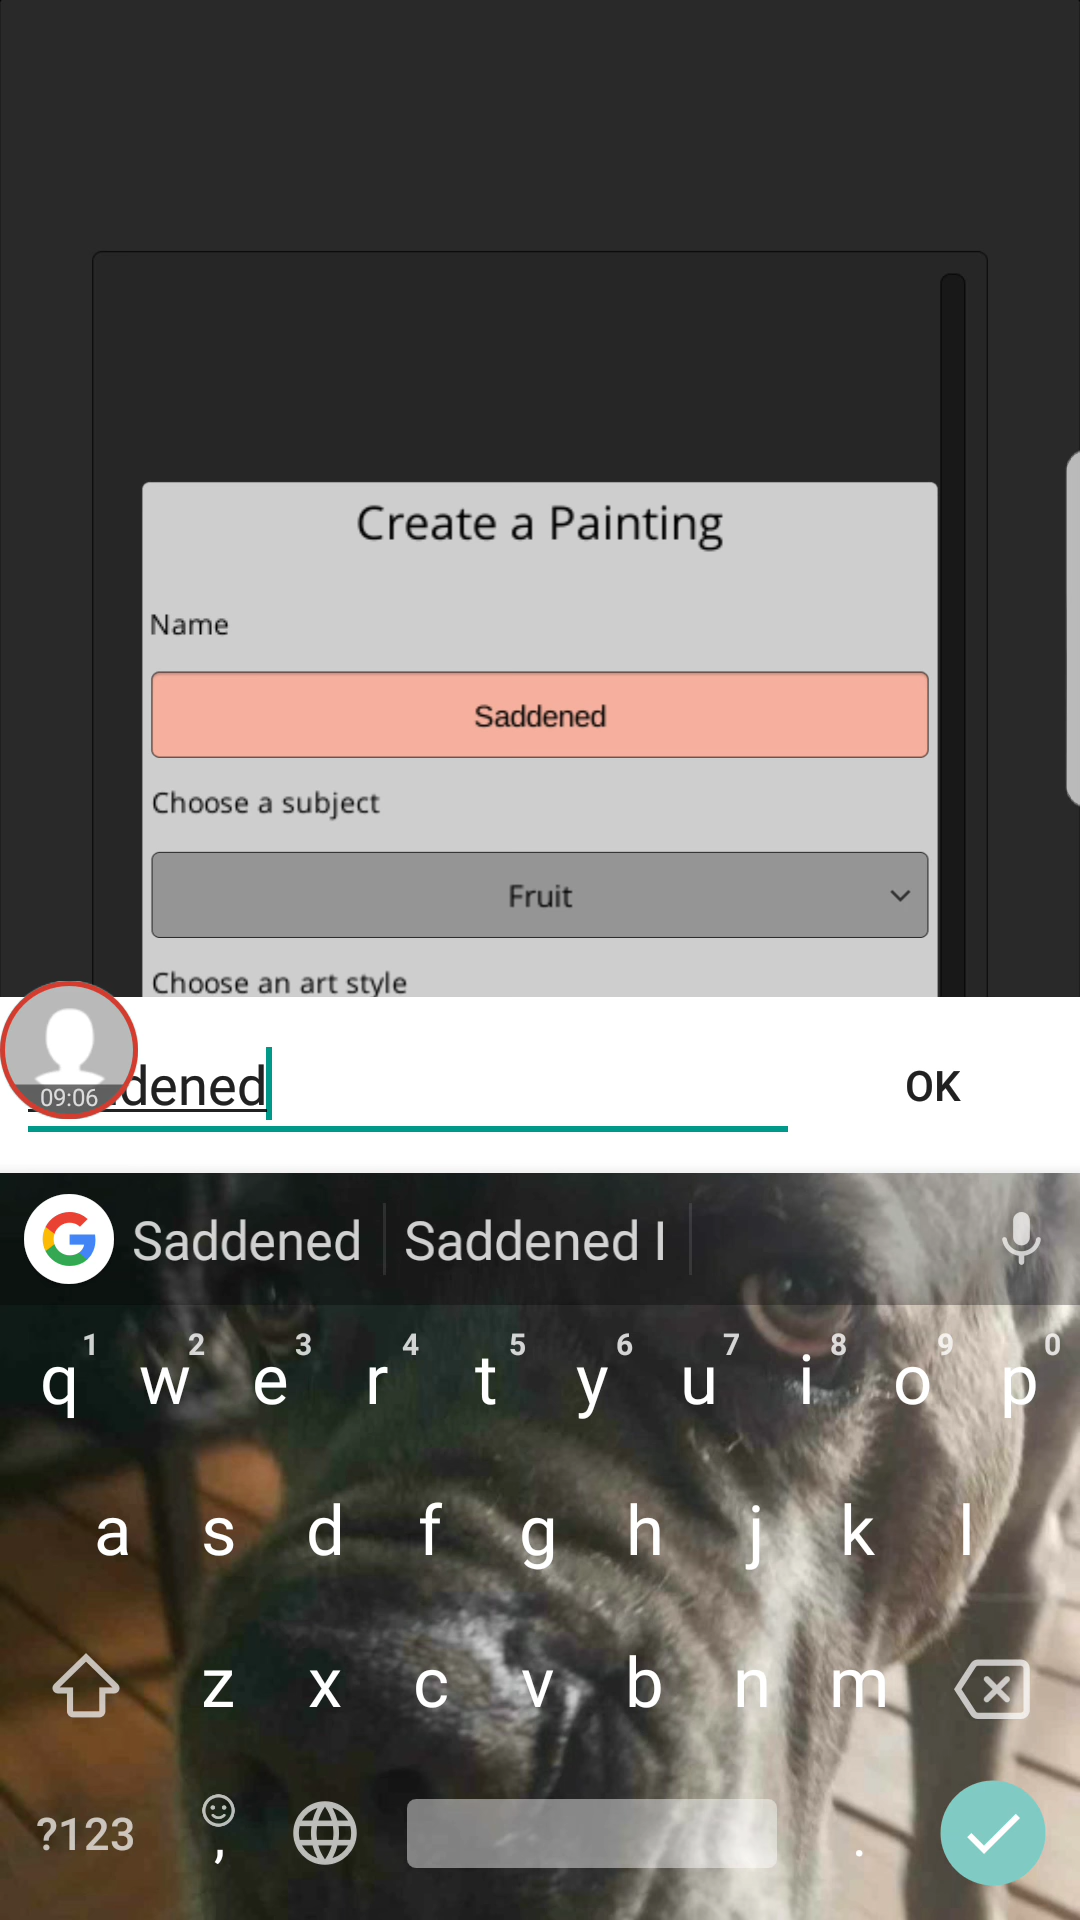 Create a Painting
Name
Saddened
Choose a subject
Fruit
Choose an art style
dened
09:06
OK
G Saddened Saddened I
1 2 3 4 5 6 7 8 9 0
q w e r t y u i o p
a s d f g h j k l
z x c v b n m
?123 , .